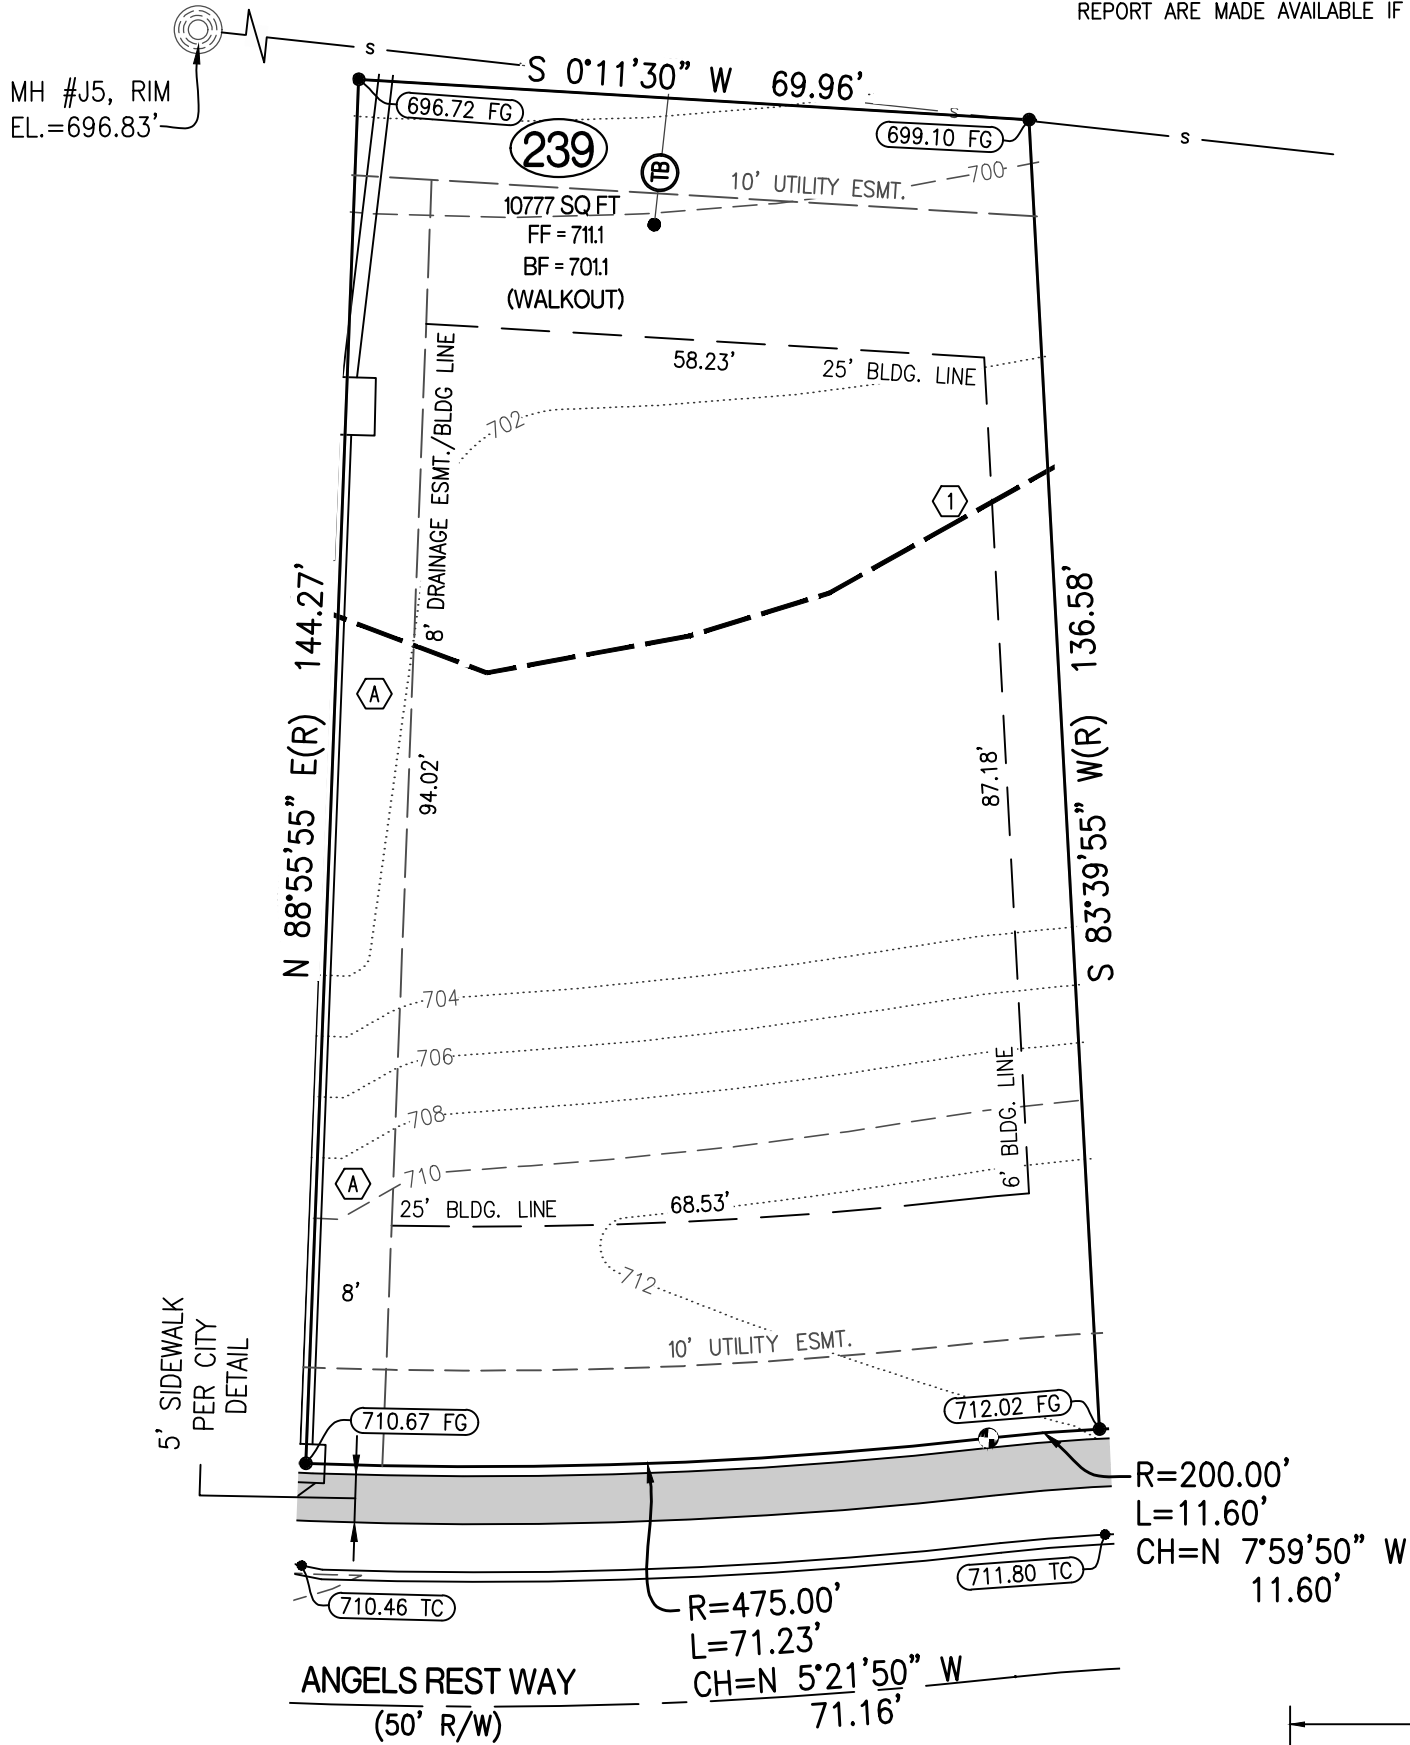 REPORT ARE MADE AVAILABLE IF
s
S 0°11'30" W 69.96'
MH #J5, RIM
EL.=696.83'
696.72 FG
s
699.10 FG
s
239
TB
10' UTILITY ESMT.
700
10777 SQ FT
FF = 711.1
BF = 701.1
(WALKOUT)
58.23'
25' BLDG. LINE
8' DRAINAGE ESMT./BLDG LINE
702
1
N 88°55'55" E(R) 144.27'
S 83°39'55" W(R) 136.58'
A
94.02'
87.18'
704
706
708
710
A
6' BLDG. LINE
25' BLDG. LINE
68.53'
712
8'
10' UTILITY ESMT.
5' SIDEWALK
PER CITY
DETAIL
710.67 FG
712.02 FG
R=200.00'
L=11.60'
CH=N 7°59'50" W
11.60'
711.80 TC
710.46 TC
R=475.00'
L=71.23'
CH=N 5°21'50" W
71.16'
ANGELS REST WAY
(50' R/W)